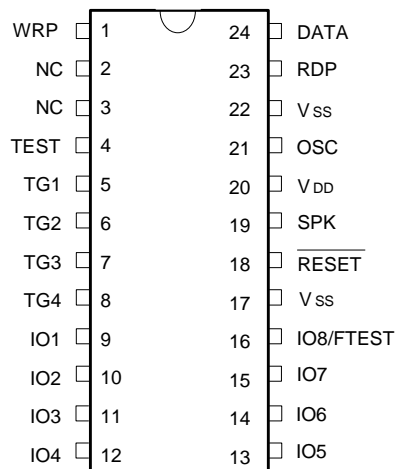 WRP 1 24 DATA
NC 2 23 RDP
NC 3 22 VSS
TEST 4 21 OSC
TG1 5 20 VDD
TG2 6 19 SPK
TG3 7 18 RESET
TG4 8 17 VSS
IO1 9 16 IO8/FTEST
IO2 10 15 IO7
IO3 11 14 IO6
IO4 12 13 IO5